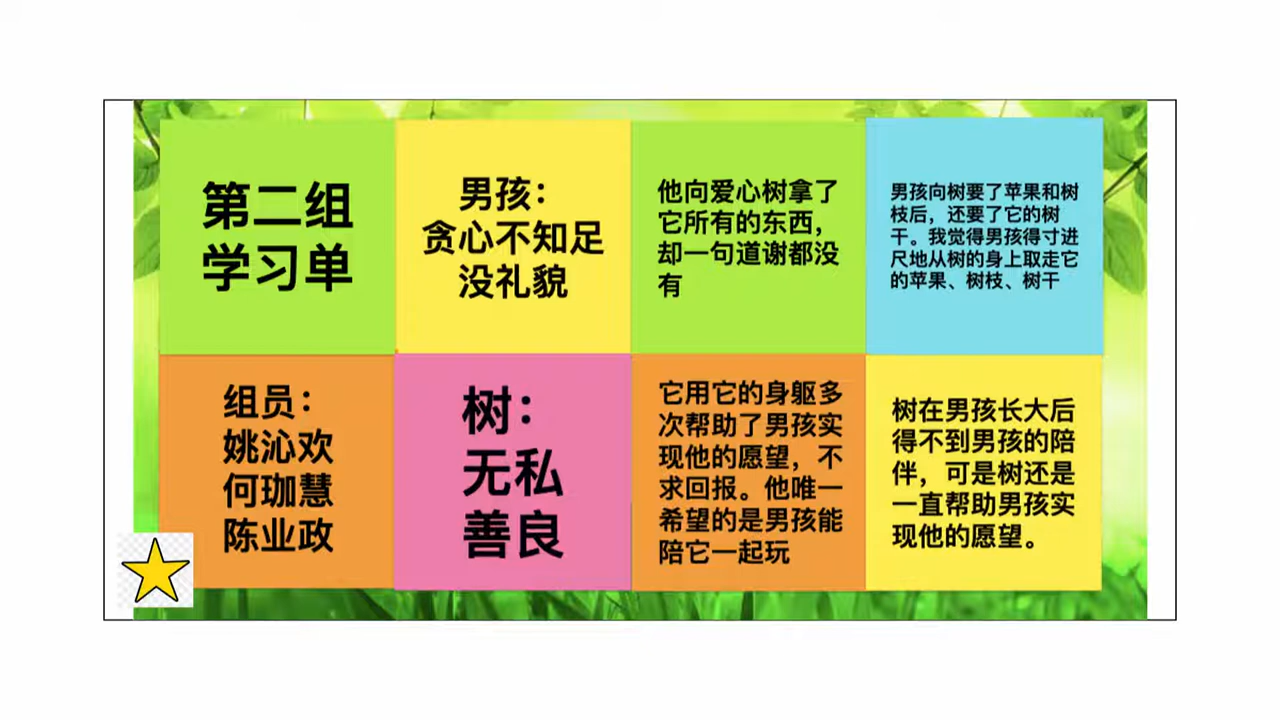 第二组
学习单
男孩：
贪心不知足
没礼貌
他向爱心树拿了
它所有的东西，
却一句道谢都没
有
男孩向树要了苹果和树
枝后，还要了它的树
干。我觉得男孩得寸进
尺地从树的身上取走它
的苹果、树枝、树干
组员：
姚沁欢
何珈慧
陈业政
树：
无私
善良
它用它的身躯多
次帮助了男孩实
现他的愿望，不
求回报。他唯一
希望的是男孩能
陪它一起玩
树在男孩长大后
得不到男孩的陪
伴，可是树还是
一直帮助男孩实
现他的愿望。